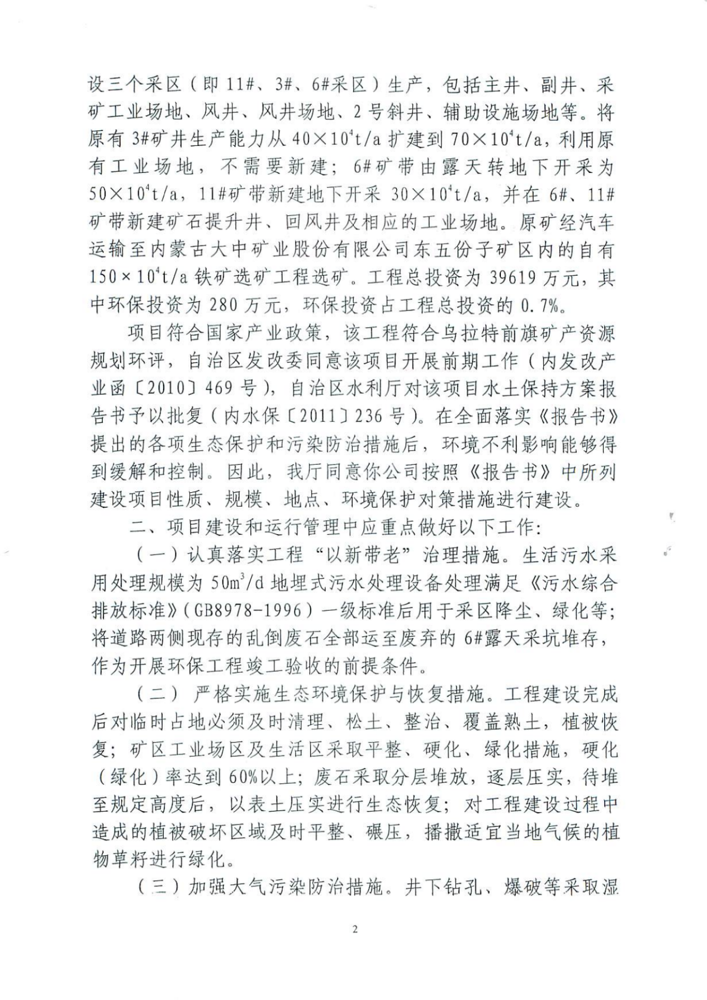 设三个采区（即 11#、3#、6#采区）生产，包括主井、副井、采
矿工业场地、风井、风井场地、2 号斜井、辅助设施场地等。将
原有 3#矿井生产能力从 40×10⁴t/a 扩建到 70×10⁴t/a，利用原
有工业场地，不需要新建；6#矿带由露天转地下开采为
50×10⁴t/a，11#矿带新建地下开采 30×10⁴t/a，并在 6#、11#
矿带新建矿石提升井、回风井及相应的工业场地。原矿经汽车
运输至内蒙古大中矿业股份有限公司东五份子矿区内的自有
150×10⁴t/a 铁矿选矿工程选矿。工程总投资为 39619 万元，其
中环保投资为 280 万元，环保投资占工程总投资的 0.7%。
项目符合国家产业政策，该工程符合乌拉特前旗矿产资源
规划环评，自治区发改委同意该项目开展前期工作（内发改产
业函〔2010〕469 号），自治区水利厅对该项目水土保持方案报
告书予以批复（内水保〔2011〕236 号）。在全面落实《报告书》
提出的各项生态保护和污染防治措施后，环境不利影响能够得
到缓解和控制。因此，我厅同意你公司按照《报告书》中所列
建设项目性质、规模、地点、环境保护对策措施进行建设。
二、项目建设和运行管理中应重点做好以下工作：
（一）认真落实工程“以新带老”治理措施。生活污水采
用处理规模为 50m³/d 地埋式污水处理设备处理满足《污水综合
排放标准》（GB8978-1996）一级标准后用于采区降尘、绿化等；
将道路两侧现存的乱倒废石全部运至废弃的 6#露天采坑堆存，
作为开展环保工程竣工验收的前提条件。
（二） 严格实施生态环境保护与恢复措施。工程建设完成
后对临时占地必须及时清理、松土、整治、覆盖熟土，植被恢
复；矿区工业场区及生活区采取平整、硬化、绿化措施，硬化
（绿化）率达到 60%以上；废石采取分层堆放，逐层压实，待堆
至规定高度后，以表土压实进行生态恢复；对工程建设过程中
造成的植被破坏区域及时平整、碾压，播撒适宜当地气候的植
物草籽进行绿化。
（三）加强大气污染防治措施。井下钻孔、爆破等采取湿
2